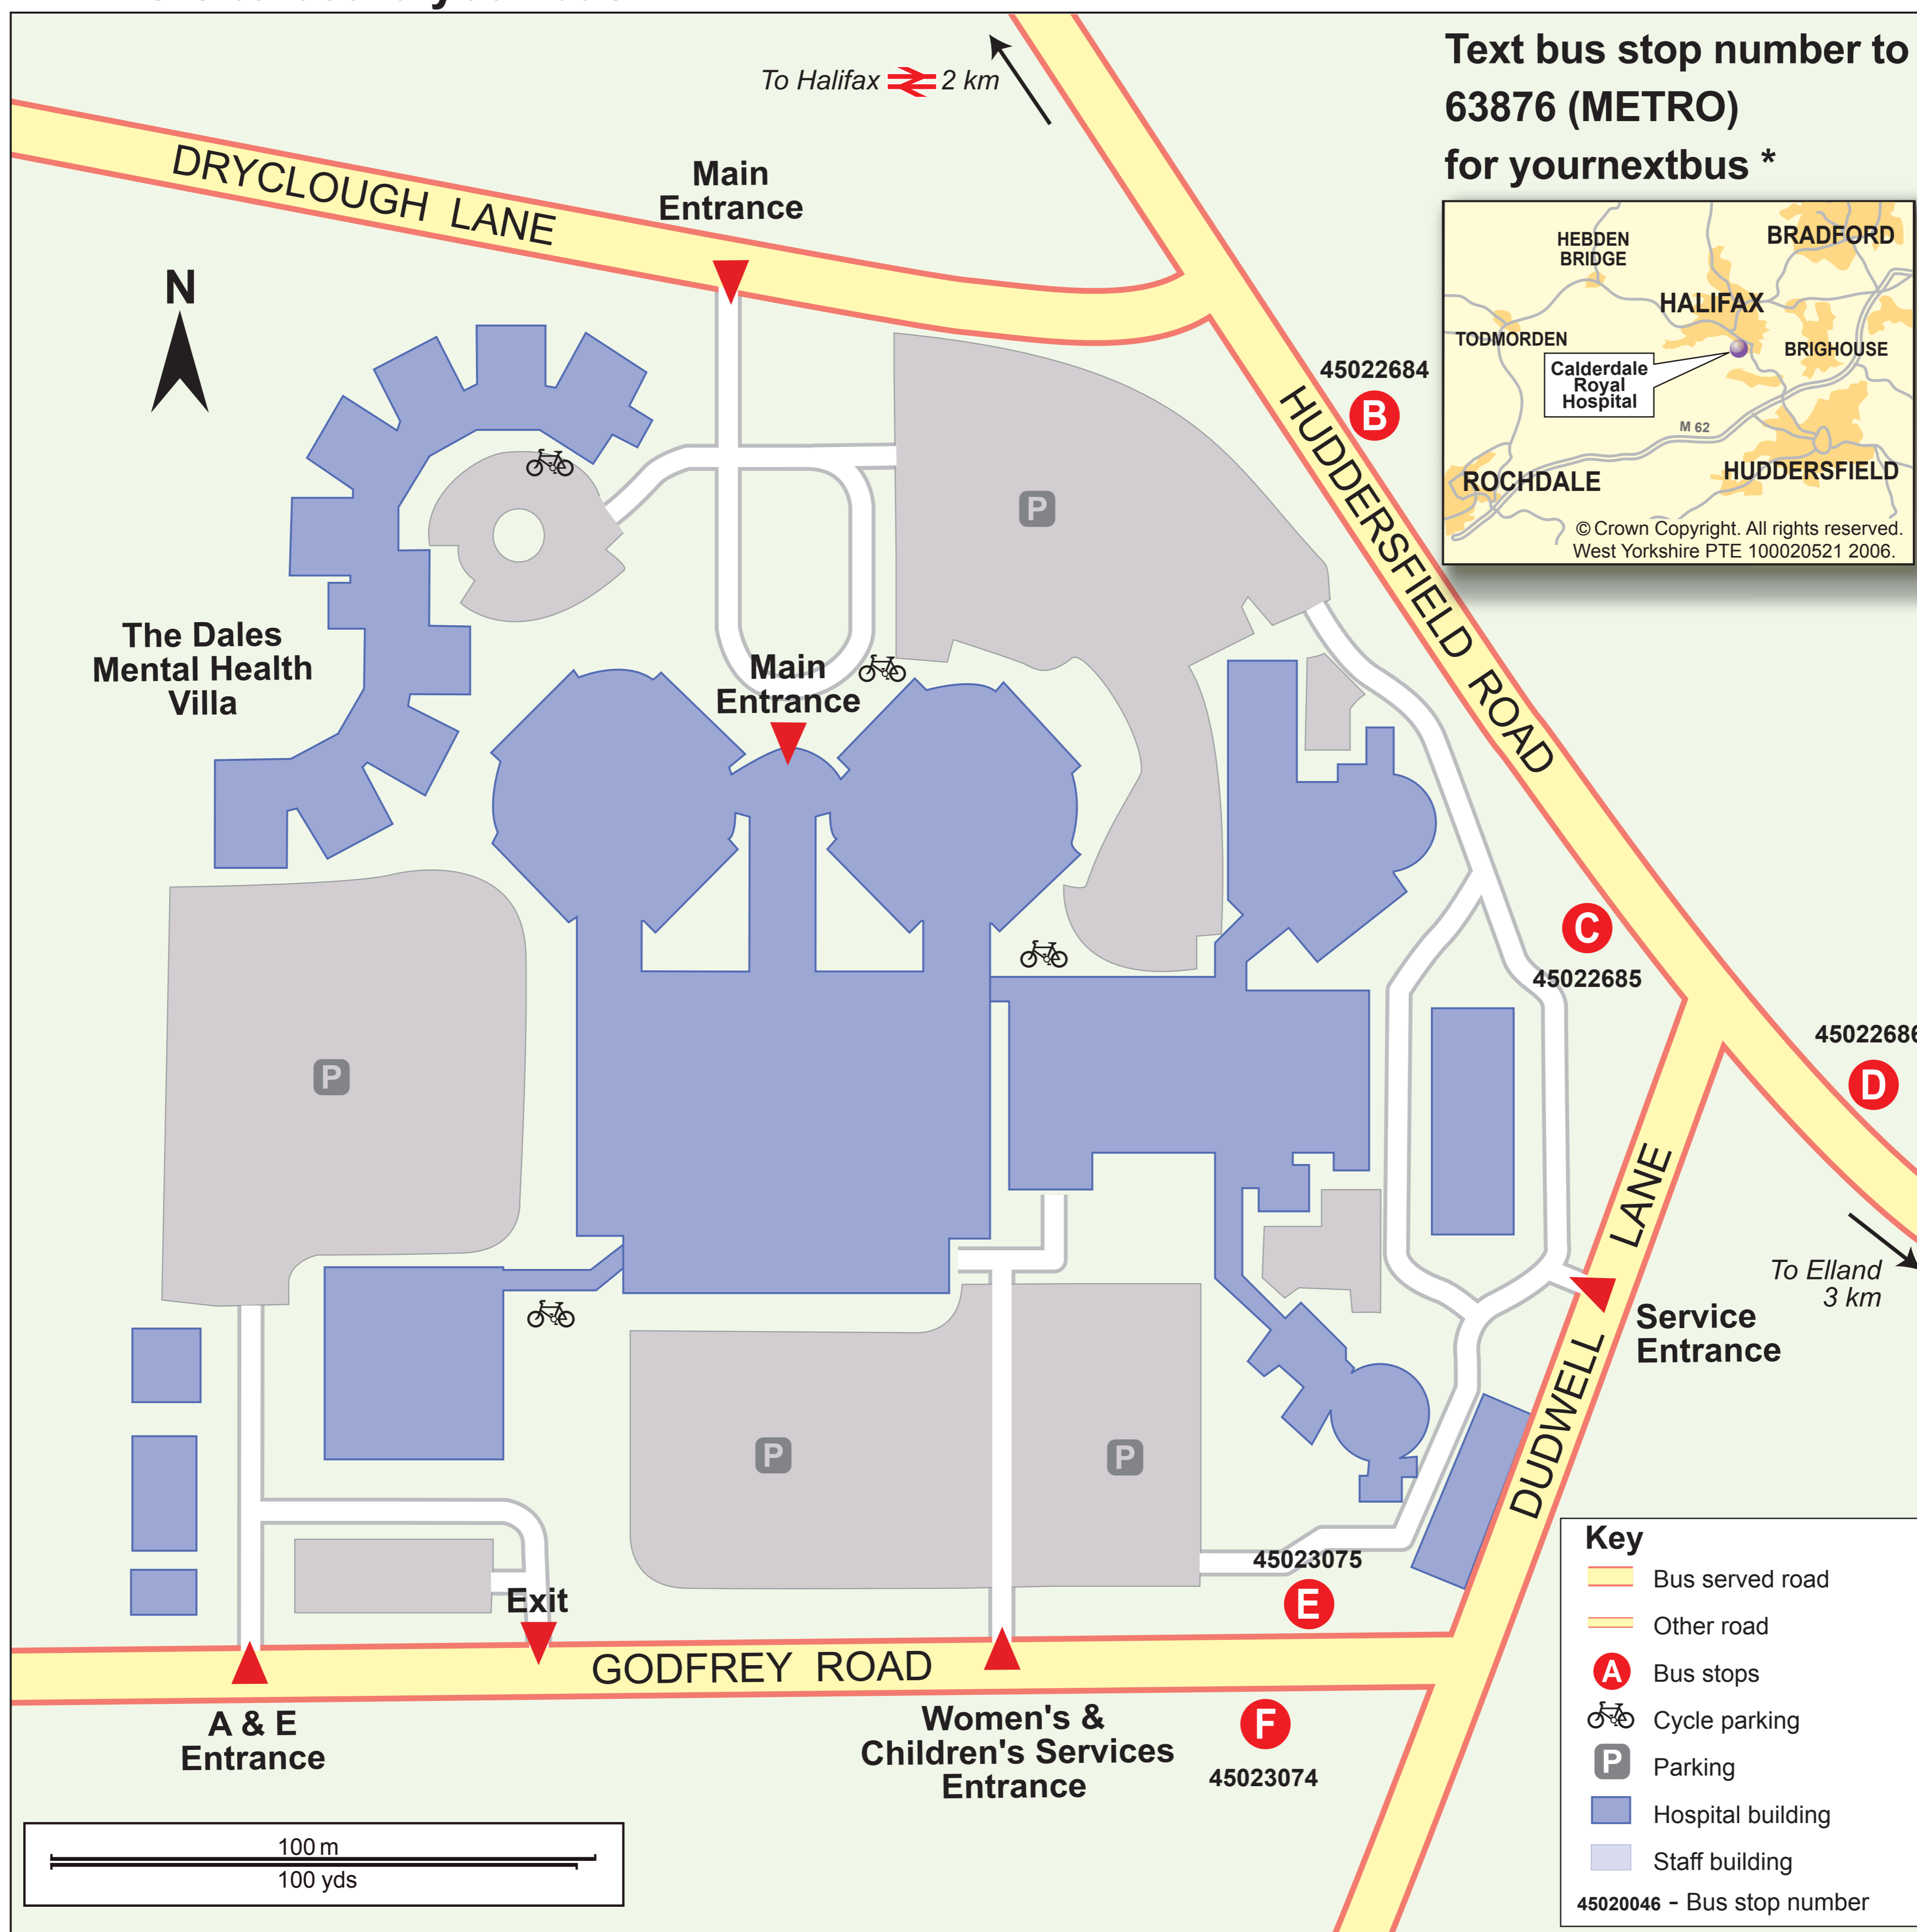 To Halifax 2 km
Text bus stop number to
63876 (METRO)
for yournextbus *
DRYCLOUGH LANE
Main
Entrance
N
HEBDEN
BRIDGE
BRADFORD
HALIFAX
TODMORDEN
BRIGHOUSE
Calderdale
Royal
Hospital
M 62
ROCHDALE
HUDDERSFIELD
© Crown Copyright. All rights reserved.
West Yorkshire PTE 100020521 2006.
45022684
B
HUDDERSFIELD ROAD
P
The Dales
Mental Health
Villa
Main
Entrance
C
45022685
45022686
D
P
DUDWELL LANE
To Elland
3 km
Service
Entrance
P
P
45023075
E
Exit
GODFREY ROAD
A & E
Entrance
Women's &
Children's Services
Entrance
F
45023074
100 m
100 yds
Key
Bus served road
Other road
A Bus stops
Cycle parking
P Parking
Hospital building
Staff building
45020046 - Bus stop number